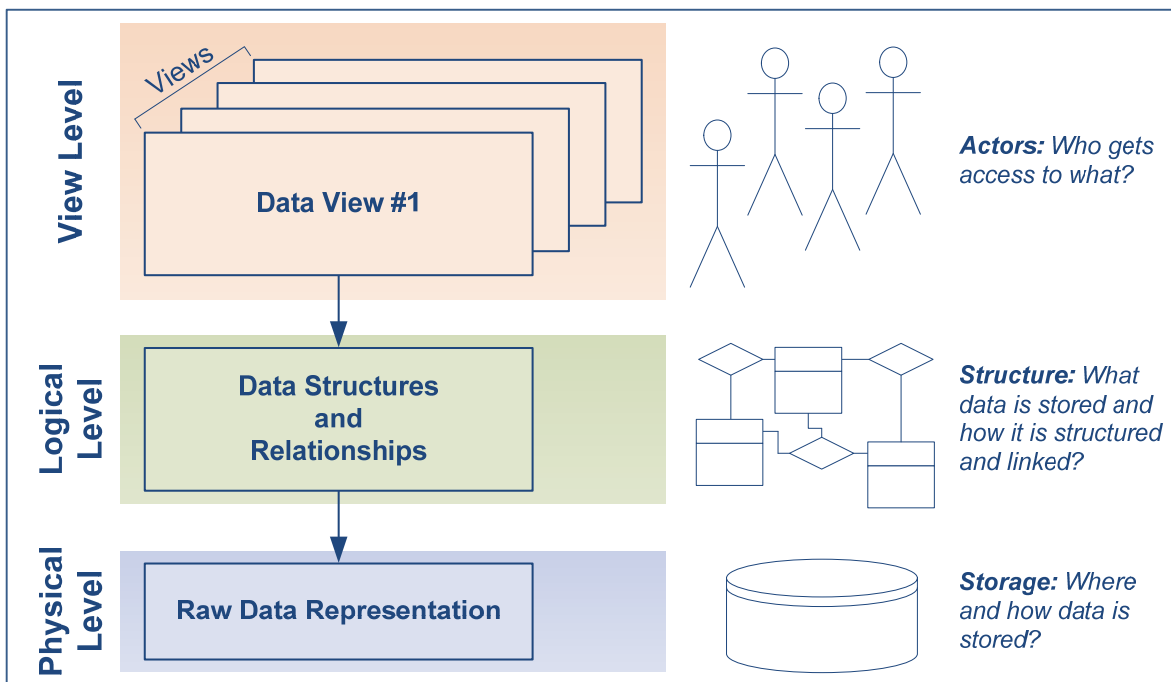 View Level
Views
Data View #1
Actors: Who gets
access to what?
Logical
Level
Data Structures
and
Relationships
Structure: What
data is stored and
how it is structured
and linked?
Physical
Level
Raw Data Representation
Storage: Where
and how data is
stored?